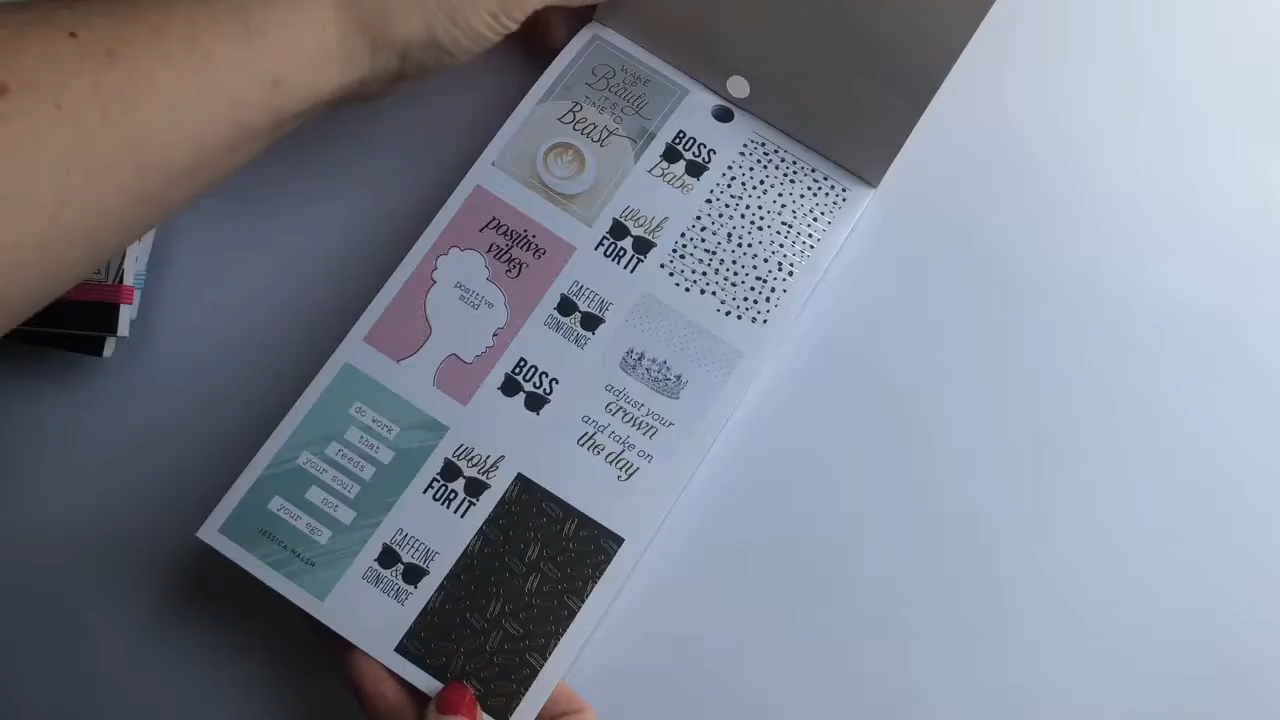 WAKE
UP
Beauty
IT'S
TIME TO
Beast
positive
vibes
positive
mind
do work
that
feeds
your soul
not
your ego
JESSICA WALSH
BOSS
Babe
work
FOR IT
CAFFEINE
&
CONFIDENCE
BOSS
work
FOR IT
CAFFEINE
&
CONFIDENCE
adjust your
crown
and take on
the day